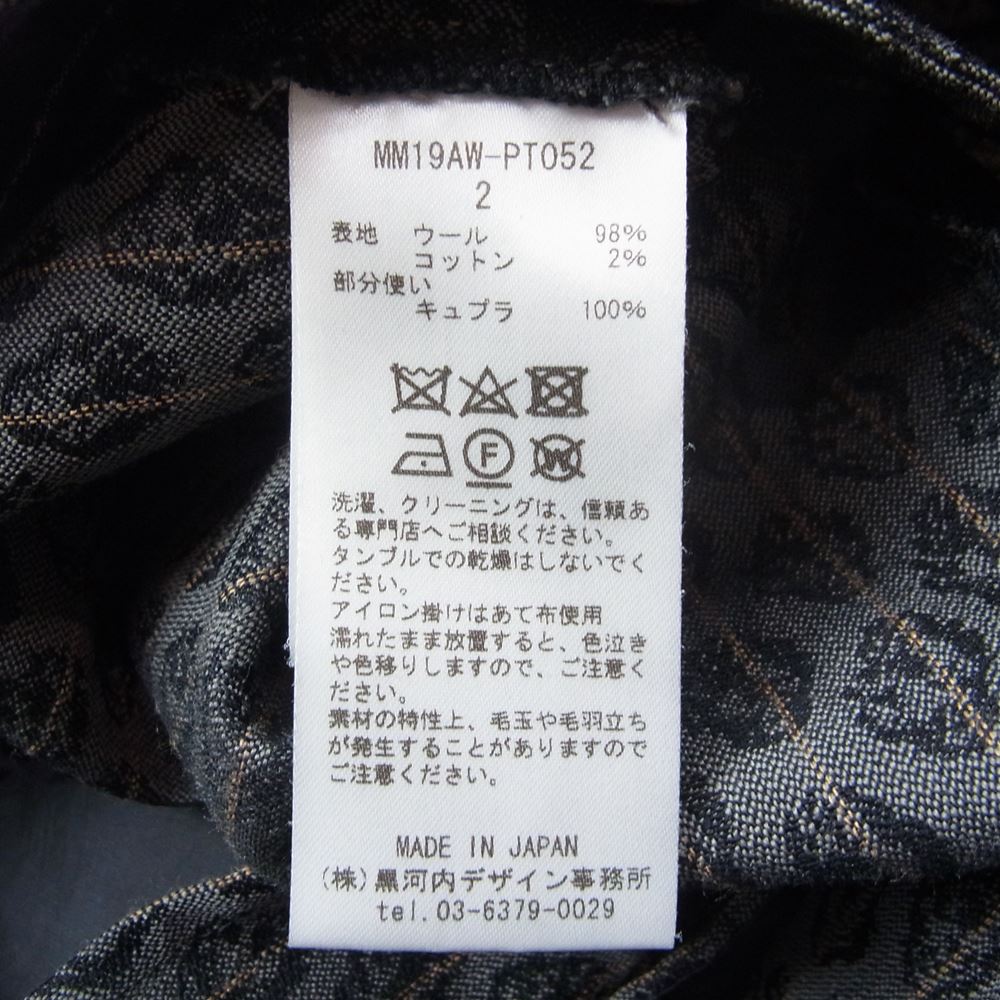 MM19AW-PT052
2
表地 ウール 98%
コットン 2%
部分使い
キュプラ 100%
F
W
洗濯、クリーニングは、信頼あ
る専門店へご相談ください。
タンブルでの乾燥はしないでく
ださい。
アイロン掛けはあて布使用
濡れたまま放置すると、色泣き
や色移りしますので、ご注意く
ださい。
素材の特性上、毛玉や毛羽立ち
が発生することがありますので
ご注意ください。
MADE IN JAPAN
(株)黒河内デザイン事務所
tel.03-6379-0029